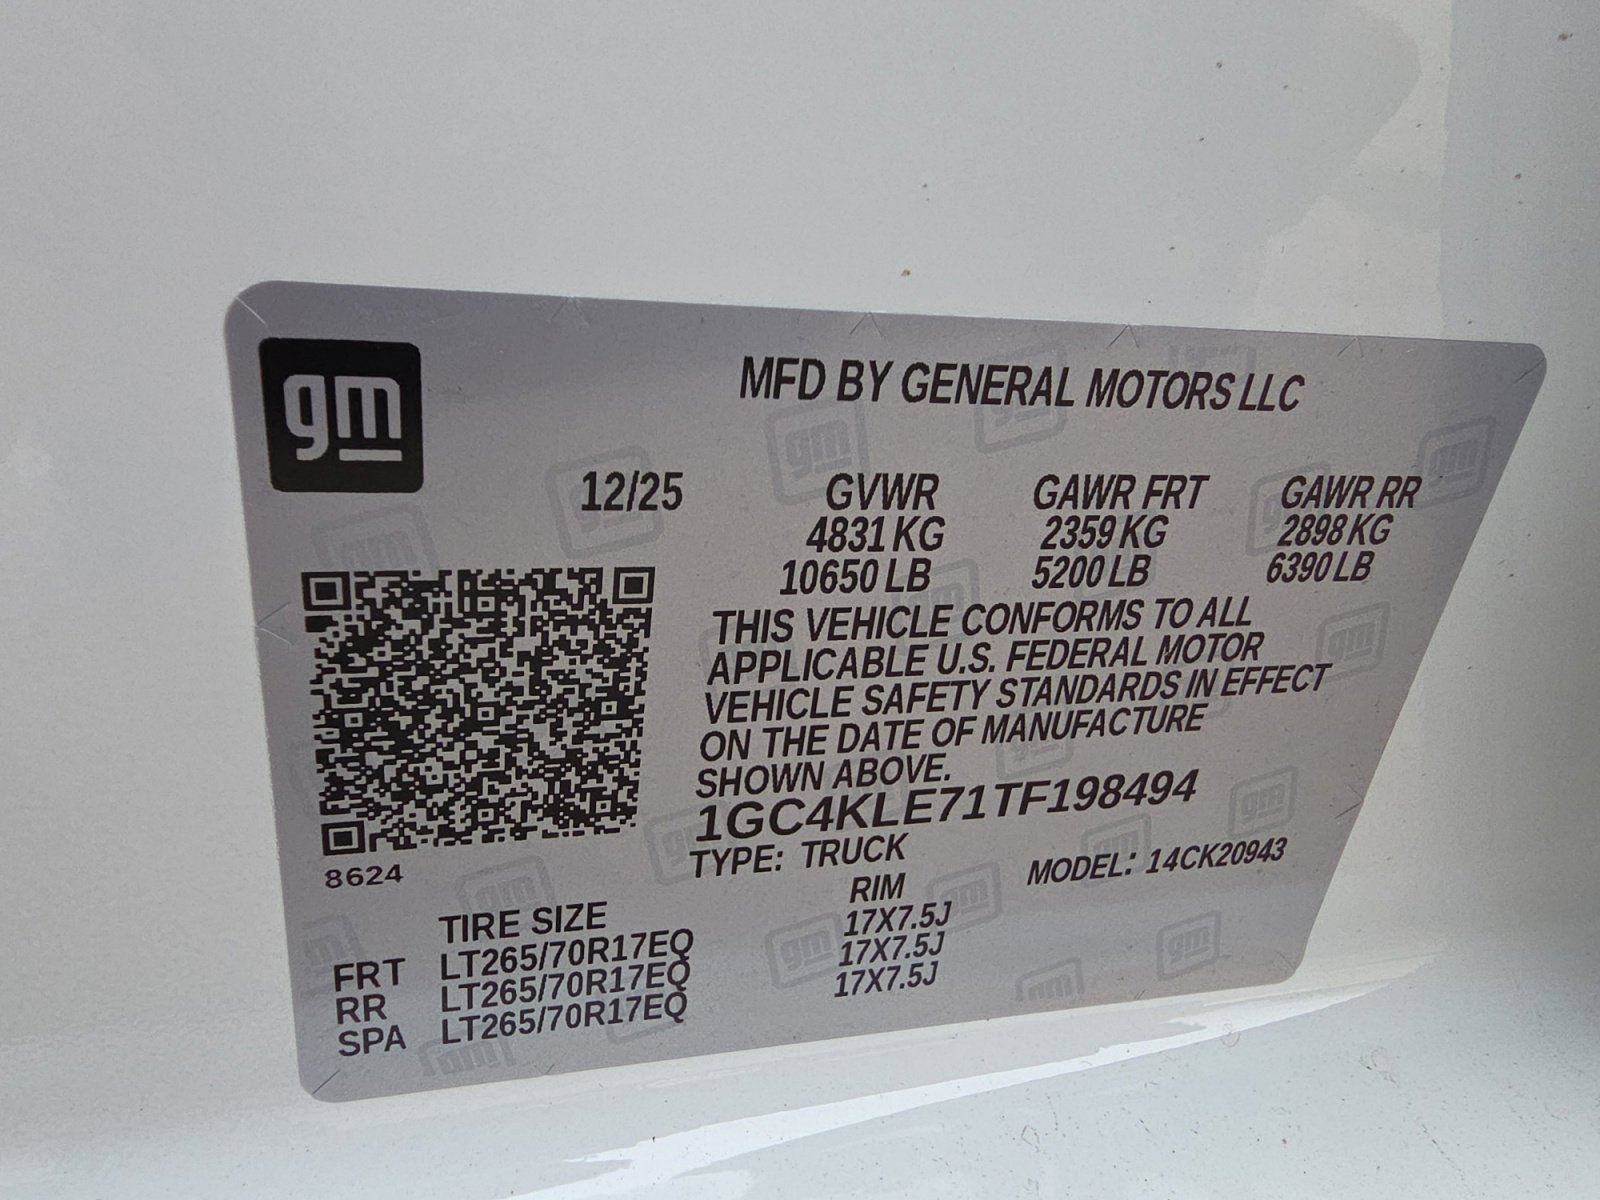 gm
MFD BY GENERAL MOTORS LLC
12/25 GVWR GAWR FRT GAWR RR
4831 KG 2359 KG 2898 KG
10650 LB 5200 LB 6390 LB
THIS VEHICLE CONFORMS TO ALL
APPLICABLE U.S. FEDERAL MOTOR
VEHICLE SAFETY STANDARDS IN EFFECT
ON THE DATE OF MANUFACTURE
SHOWN ABOVE.
1GC4KLE71TF198494
TYPE: TRUCK MODEL: 14CK20943
8624
TIRE SIZE RIM
FRT LT265/70R17EQ 17X7.5J
RR LT265/70R17EQ 17X7.5J
SPA LT265/70R17EQ 17X7.5J